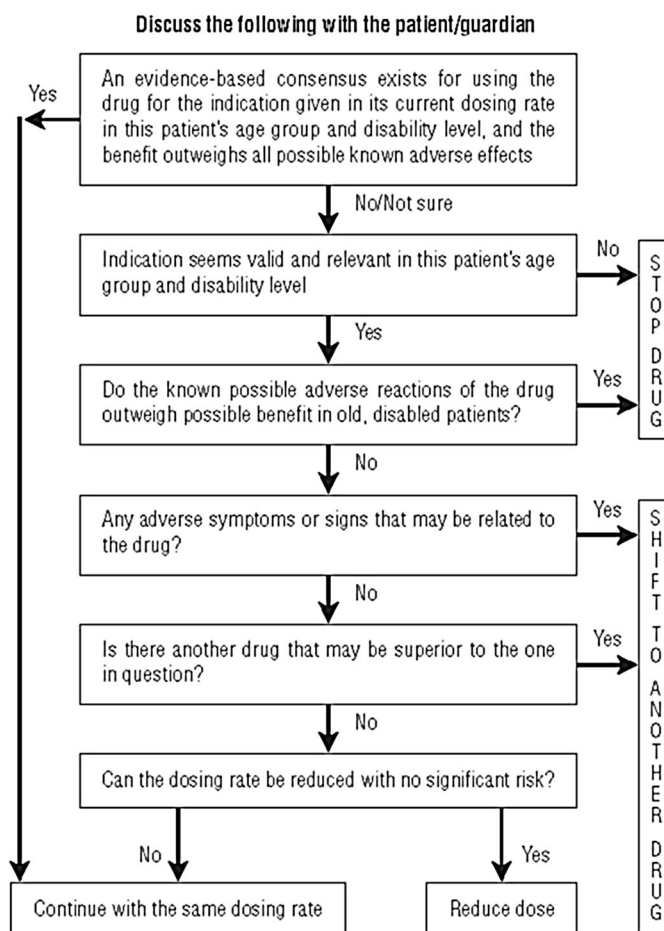 Discuss the following with the patient/guardian
Yes
An evidence-based consensus exists for using the
drug for the indication given in its current dosing rate
in this patient's age group and disability level, and the
benefit outweighs all possible known adverse effects
No/Not sure
Indication seems valid and relevant in this patient's age
group and disability level
No
STOP DRUG
Yes
Do the known possible adverse reactions of the drug
outweigh possible benefit in old, disabled patients?
Yes
No
Any adverse symptoms or signs that may be related to
the drug?
Yes
SHIFT TO ANOTHER DRUG
No
Is there another drug that may be superior to the one
in question?
Yes
No
Can the dosing rate be reduced with no significant risk?
No
Yes
Continue with the same dosing rate
Reduce dose